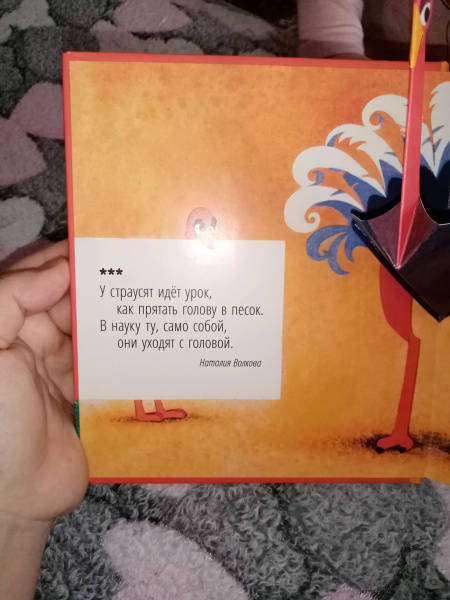 ***
У страусят идёт урок,
как прятать голову в песок.
В науку ту, само собой,
они уходят с головой.
Наталия Волкова